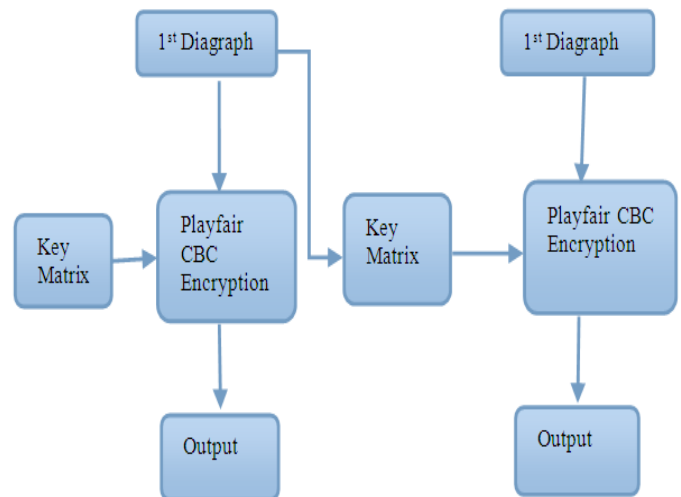 1st Diagraph
1st Diagraph
Key
Matrix
Playfair
CBC
Encryption
Key
Matrix
Playfair CBC
Encryption
Output
Output